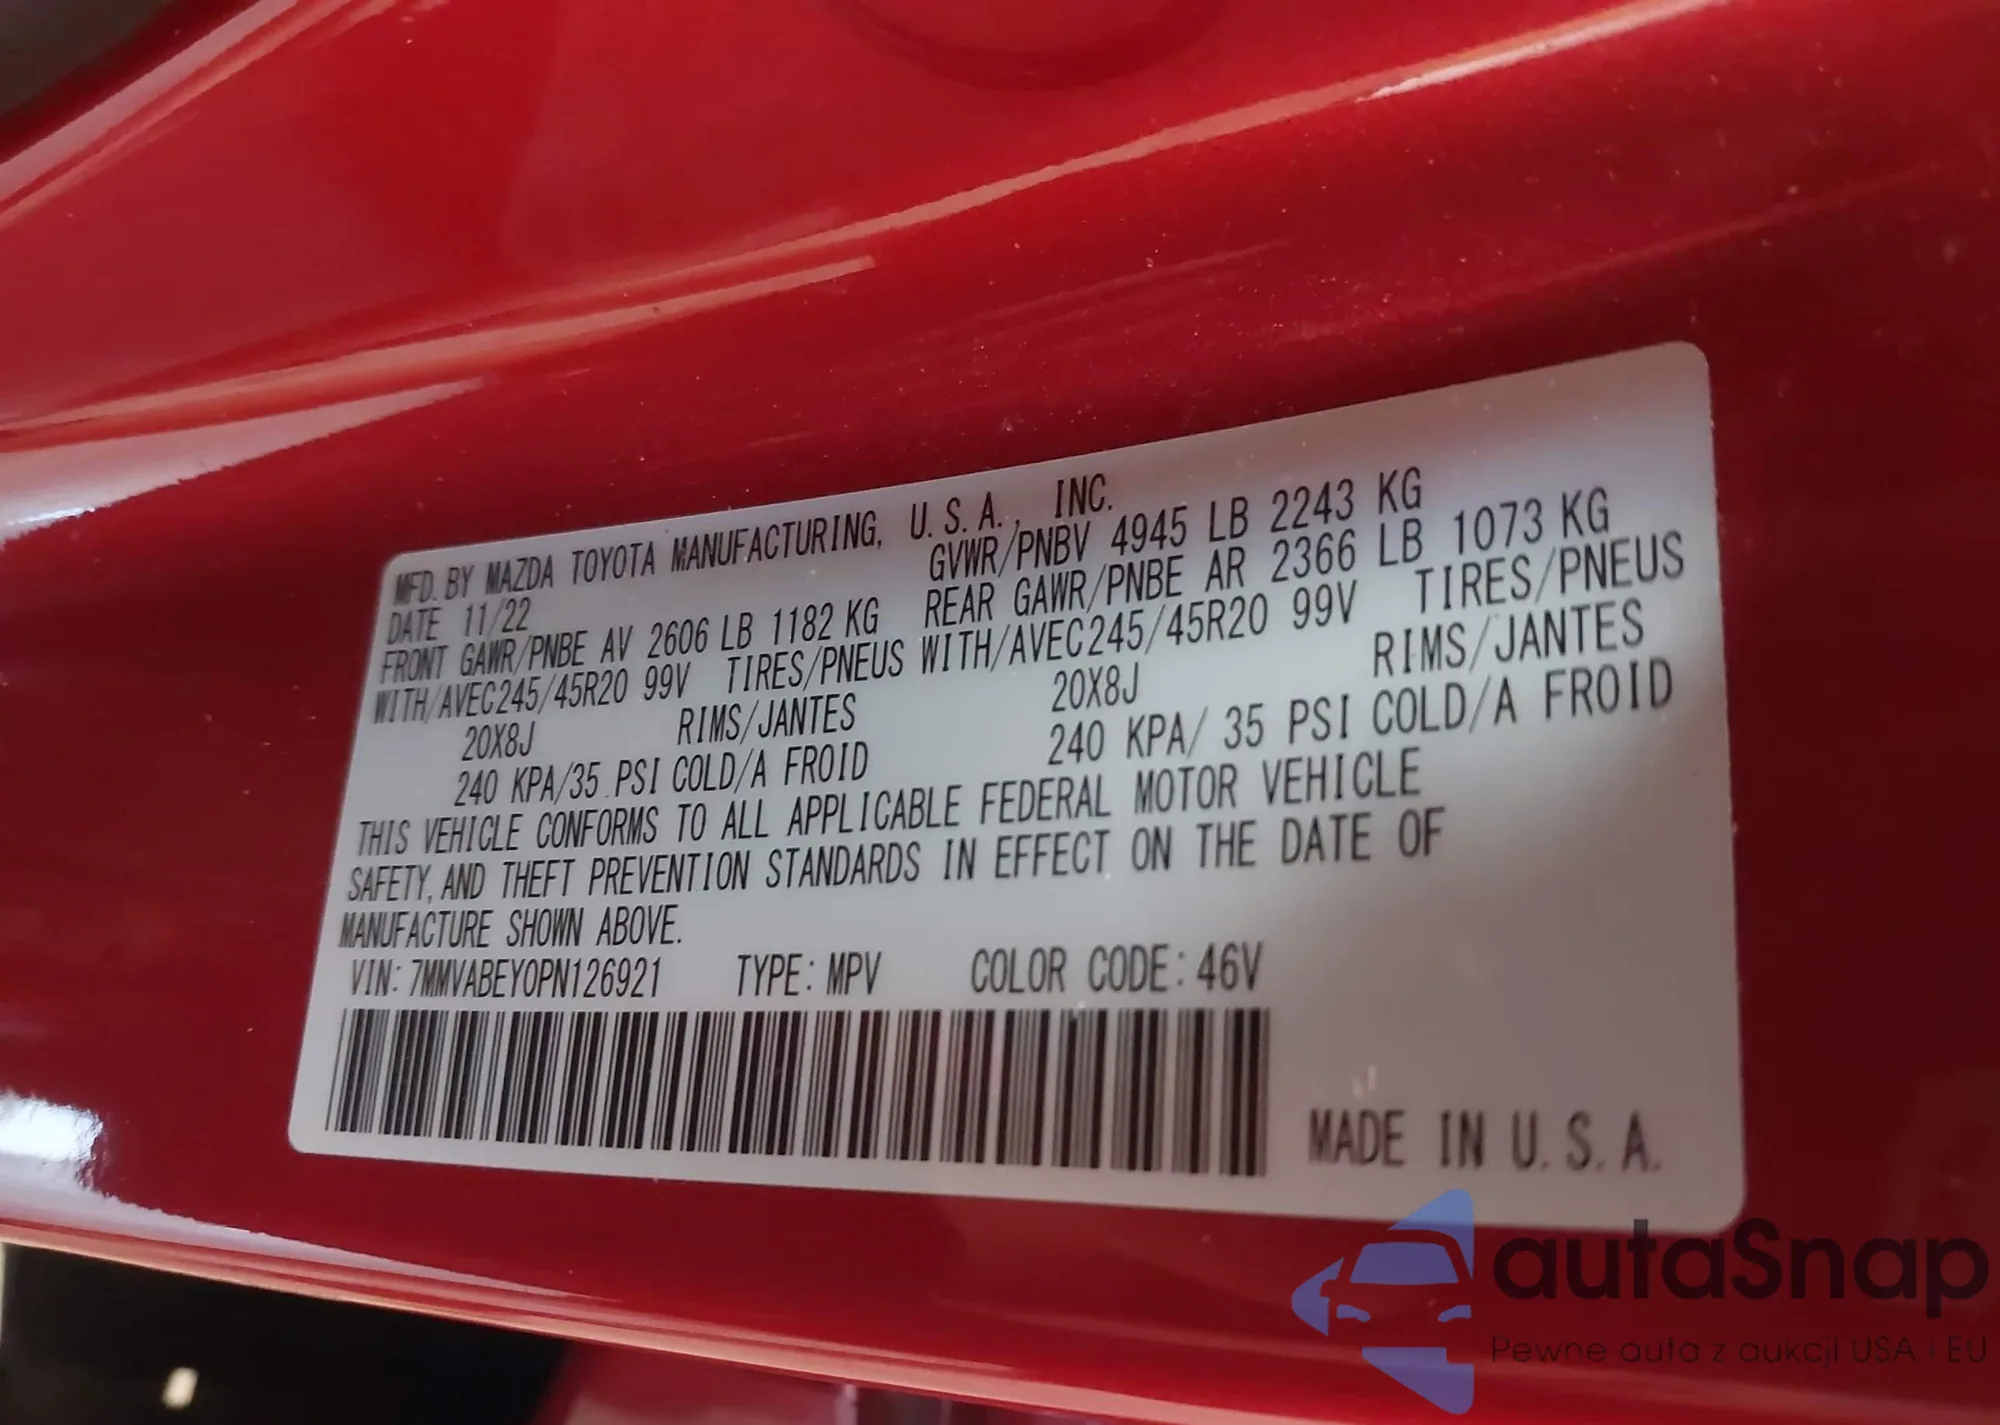 MFD. BY MAZDA TOYOTA MANUFACTURING, U.S.A., INC.
DATE 11/22 GVWR/PNBV 4945 LB 2243 KG
FRONT GAWR/PNBE AV 2606 LB 1182 KG REAR GAWR/PNBE AR 2366 LB 1073 KG
WITH/AVEC245/45R20 99V TIRES/PNEUS WITH/AVEC245/45R20 99V TIRES/PNEUS
20X8J RIMS/JANTES 20X8J RIMS/JANTES
240 KPA/35 PSI COLD/A FROID 240 KPA/ 35 PSI COLD/A FROID
THIS VEHICLE CONFORMS TO ALL APPLICABLE FEDERAL MOTOR VEHICLE
SAFETY, AND THEFT PREVENTION STANDARDS IN EFFECT ON THE DATE OF
MANUFACTURE SHOWN ABOVE.
VIN: 7MMVABEY0PN126921 TYPE: MPV COLOR CODE: 46V
MADE IN U.S.A.
autaSnap
Pewne auta z aukcji USA i EU